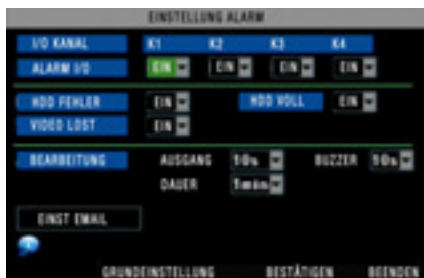 EINSTELLUNG ALARM
I/O KANAL K1 K2 K3 K4
ALARM I/O EIN EIN EIN EIN
HDD FEHLER EIN HDD VOLL EIN
VIDEO LOST EIN
BEARBEITUNG AUSGANG 10s BUZZER 10s
DAUER 1min
EINST EMAIL
GRUNDEINSTELLUNG BESTÄTIGEN BEENDEN